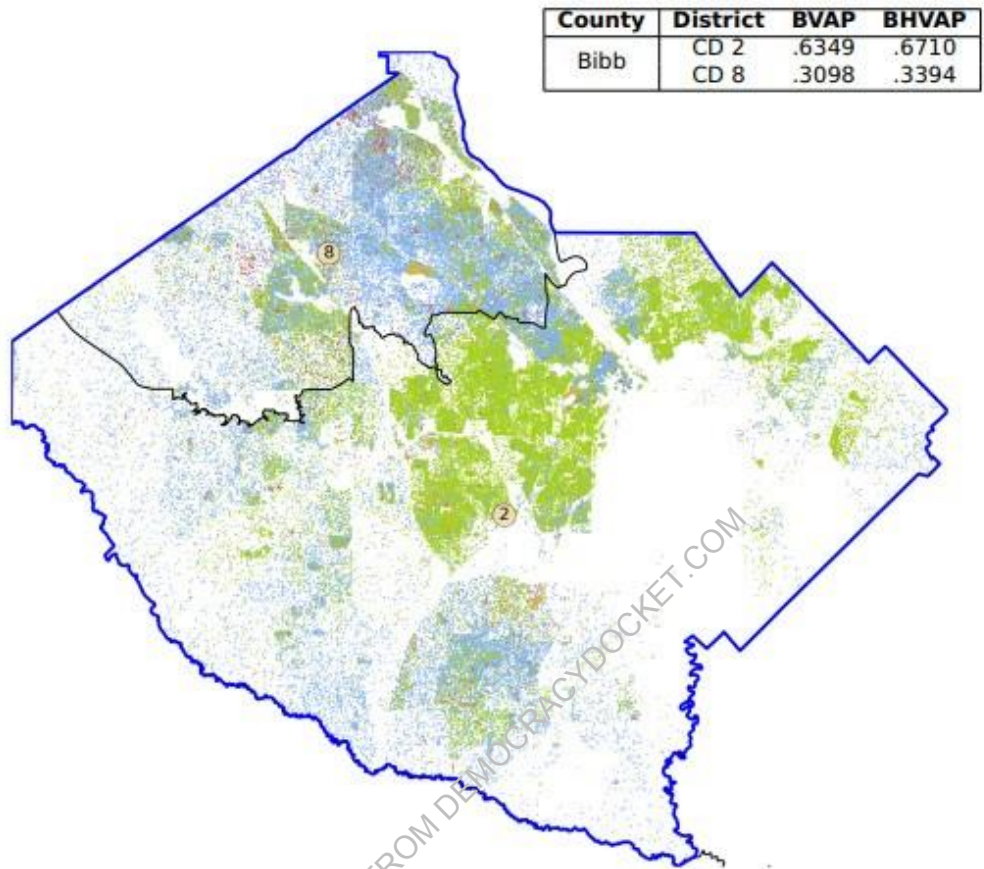 County District BVAP BHVAP
Bibb CD 2 .6349 .6710
CD 8 .3098 .3394
8
2
FROM DEMOCRACYDOCKET.COM